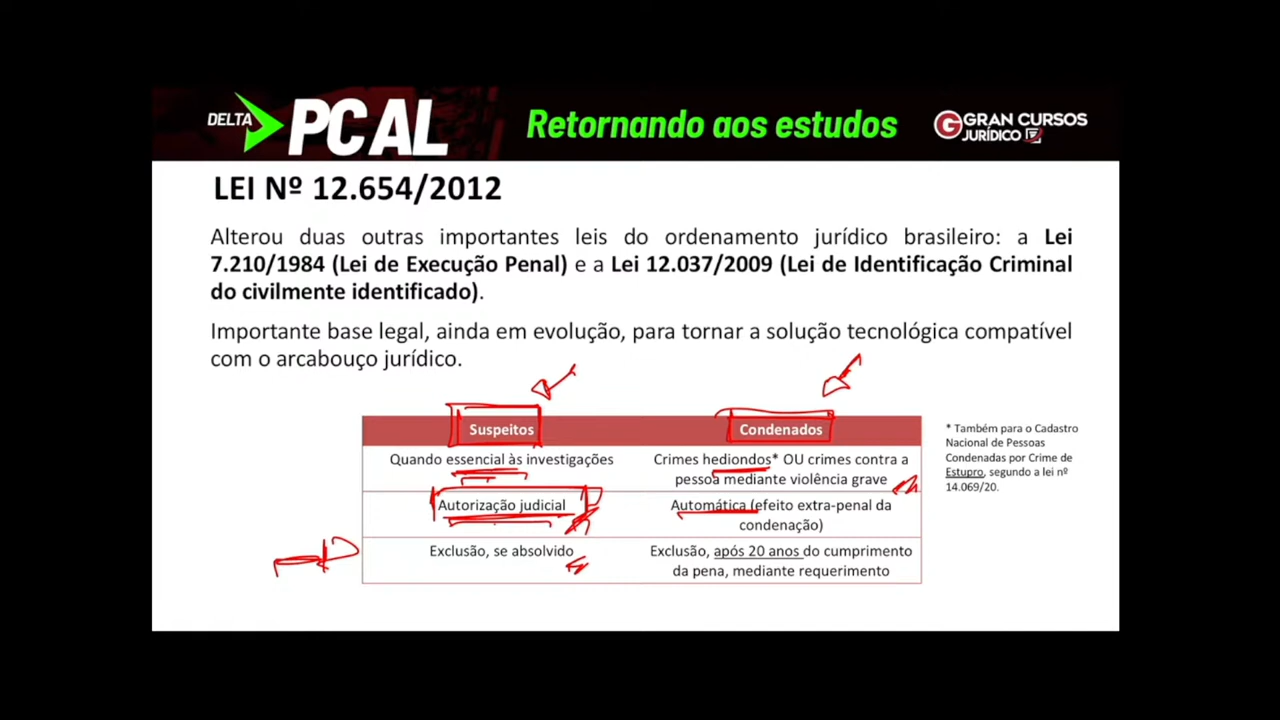 DELTA PC AL
Retornando aos estudos
GRAN CURSOS
JURÍDICO
LEI Nº 12.654/2012
Alterou duas outras importantes leis do ordenamento jurídico brasileiro: a Lei
7.210/1984 (Lei de Execução Penal) e a Lei 12.037/2009 (Lei de Identificação Criminal
do civilmente identificado).
Importante base legal, ainda em evolução, para tornar a solução tecnológica compatível
com o arcabouço jurídico.
Suspeitos
Condenados
Quando essencial às investigações
Crimes hediondos* OU crimes contra a
pessoa mediante violência grave
Autorização judicial
Automática (efeito extra-penal da
condenação)
Exclusão, se absolvido
Exclusão, após 20 anos do cumprimento
da pena, mediante requerimento
* Também para o Cadastro
Nacional de Pessoas
Condenadas por Crime de
Estupro, segundo a lei nº
14.069/20.